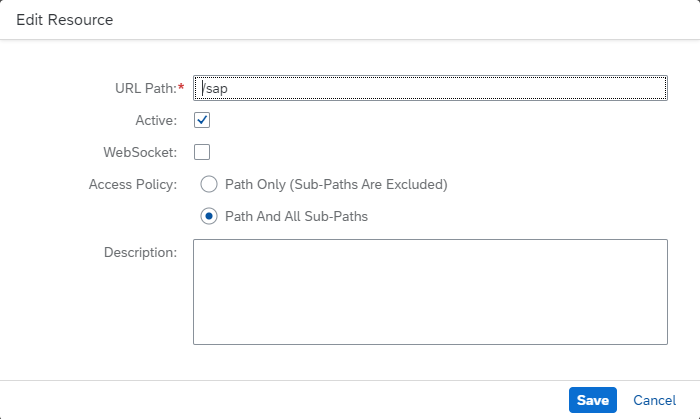 Edit Resource
URL Path:* /sap
Active:
WebSocket:
Access Policy: Path Only (Sub-Paths Are Excluded)
Path And All Sub-Paths
Description:
Save Cancel